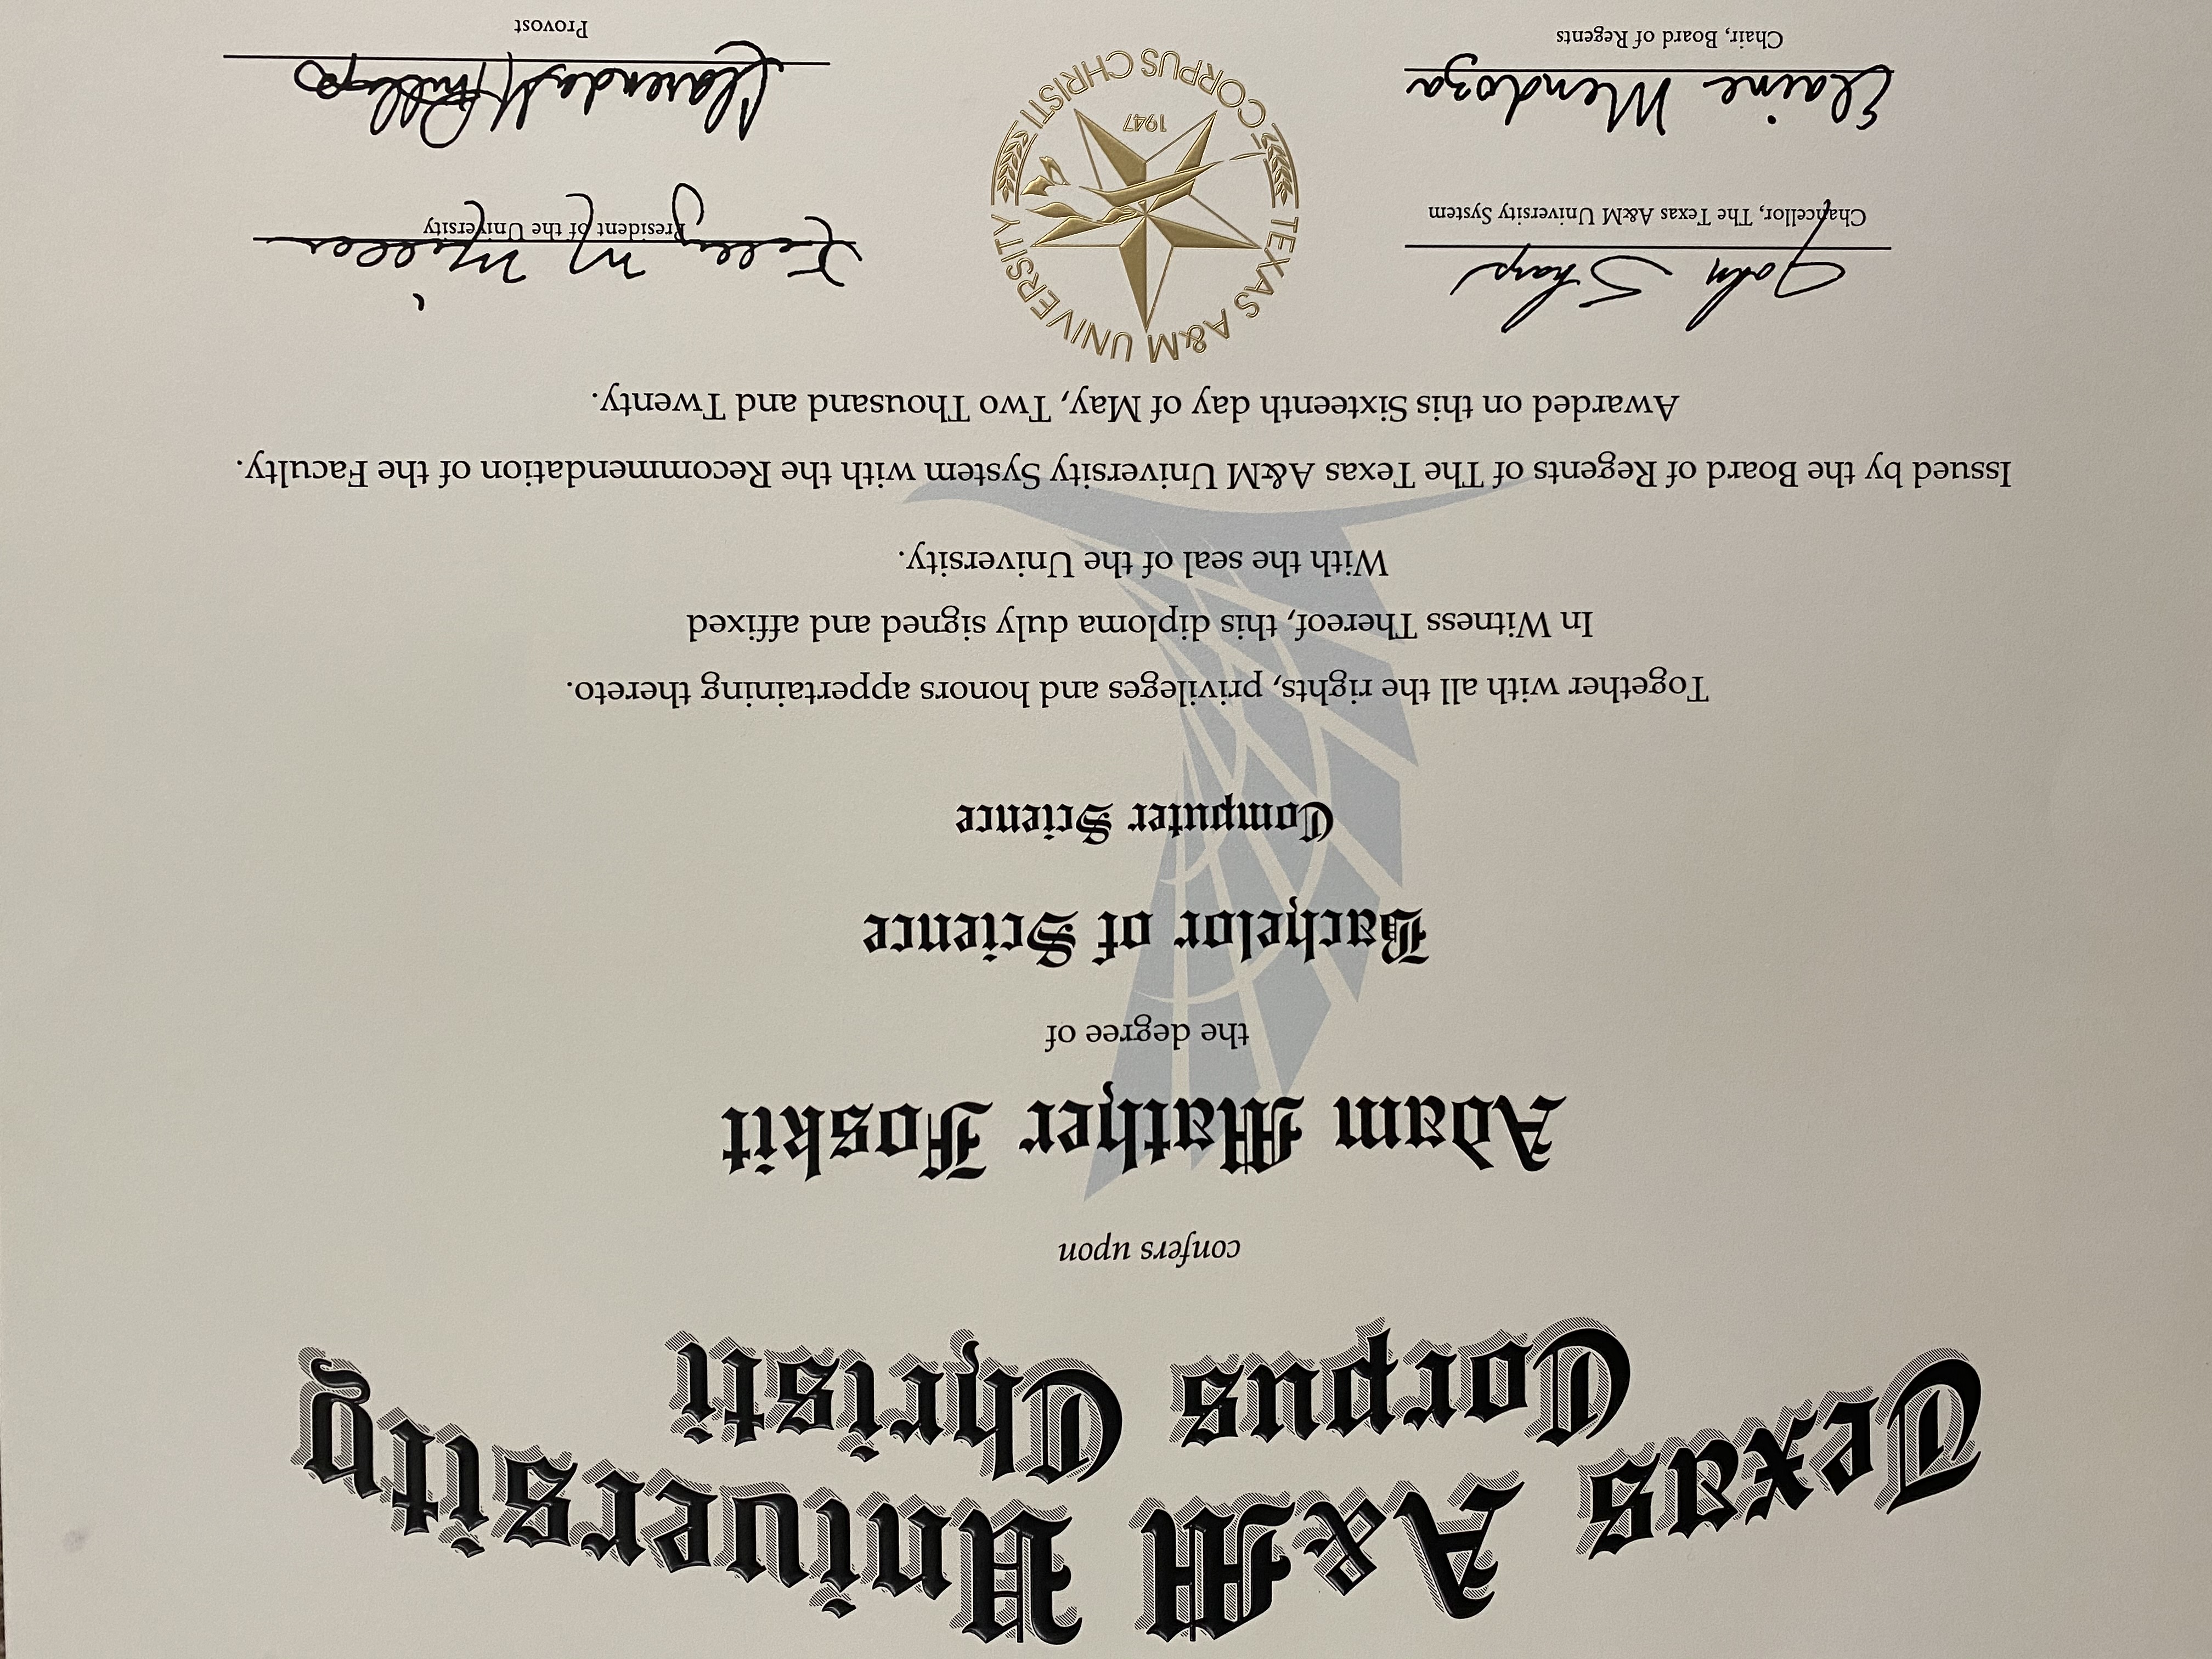 Texas A&M University
Corpus Christi
confers upon
Adam Mather Foskit
the degree of
Bachelor of Science
Computer Science
Together with all the rights, privileges and honors appertaining thereto.
In Witness Thereof, this diploma duly signed and affixed
With the seal of the University.
Issued by the Board of Regents of The Texas A&M University System with the Recommendation of the Faculty.
Awarded on this Sixteenth day of May, Two Thousand and Twenty.
John Sharp
Chancellor, The Texas A&M University System
Elaine Mendoza
Chair, Board of Regents
TEXAS A&M UNIVERSITY
1947
CORPUS CHRISTI
Kelly M Miller
President of the University
Clarenda M Phillips
Provost